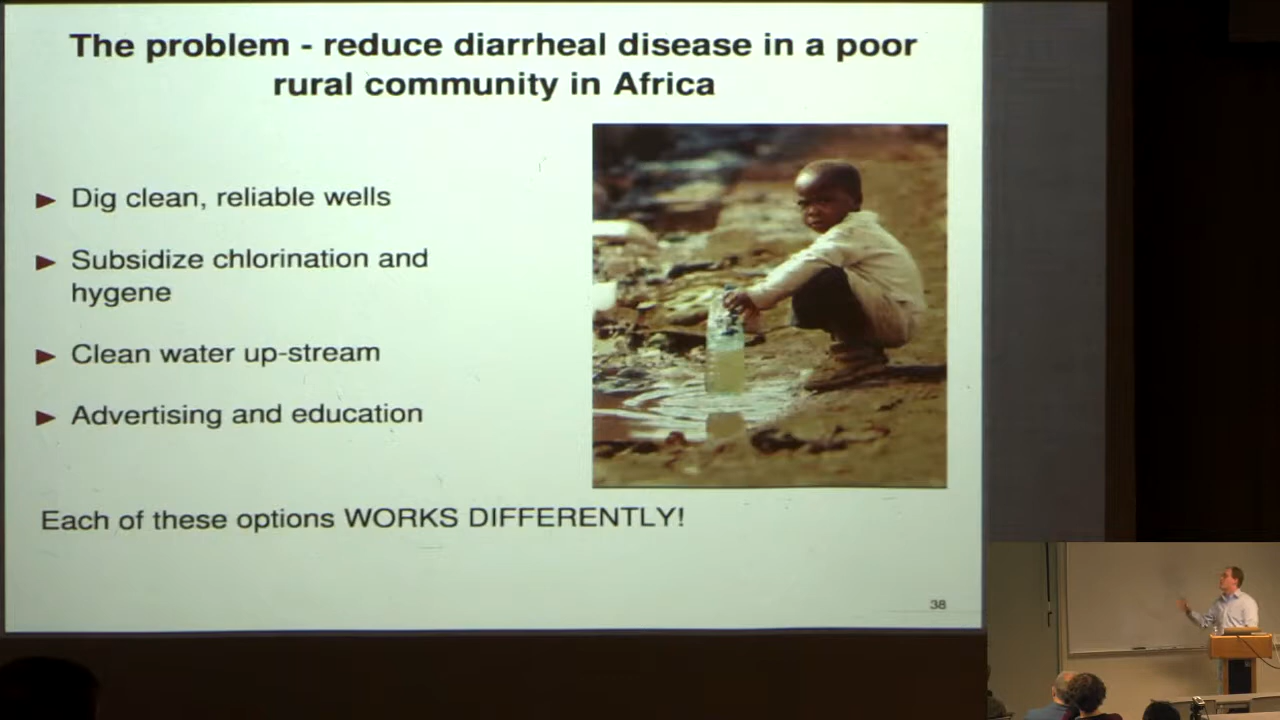 The problem - reduce diarrheal disease in a poor
rural community in Africa
► Dig clean, reliable wells
► Subsidize chlorination and
hygene
► Clean water up-stream
► Advertising and education
Each of these options WORKS DIFFERENTLY!
38